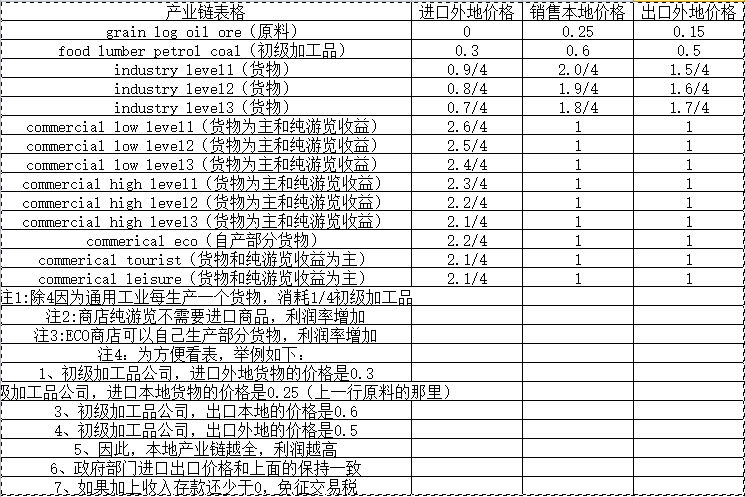 产业链表格 进口外地价格 销售本地价格 出口外地价格
grain log oil ore（原料） 0 0.25 0.15
food lumber petrol coal（初级加工品） 0.3 0.6 0.5
industry level1（货物） 0.9/4 2.0/4 1.5/4
industry level2（货物） 0.8/4 1.9/4 1.6/4
industry level3（货物） 0.7/4 1.8/4 1.7/4
commercial low level1（货物为主和纯游览收益） 2.6/4 1 1
commercial low level2（货物为主和纯游览收益） 2.5/4 1 1
commercial low level3（货物为主和纯游览收益） 2.4/4 1 1
commercial high level1（货物为主和纯游览收益） 2.3/4 1 1
commercial high level2（货物为主和纯游览收益） 2.2/4 1 1
commercial high level3（货物为主和纯游览收益） 2.1/4 1 1
commerical eco（自产部分货物） 2.2/4 1 1
commerical tourist（货物和纯游览收益为主） 2.1/4 1 1
commerical leisure（货物和纯游览收益为主） 2.1/4 1 1
注1:除4因为通用工业每生产一个货物，消耗1/4初级加工品
注2:商店纯游览不需要进口商品，利润率增加
注3:ECO商店可以自己生产部分货物，利润率增加
注4：为方便看表，举例如下：
1、初级加工品公司，进口外地货物的价格是0.3
级加工品公司，进口本地货物的价格是0.25（上一行原料的那里）
3、初级加工品公司，出口本地的价格是0.6
4、初级加工品公司，出口外地的价格是0.5
5、因此，本地产业链越全，利润越高
6、政府部门进口出口价格和上面的保持一致
7、如果加上收入存款还少于0，免征交易税